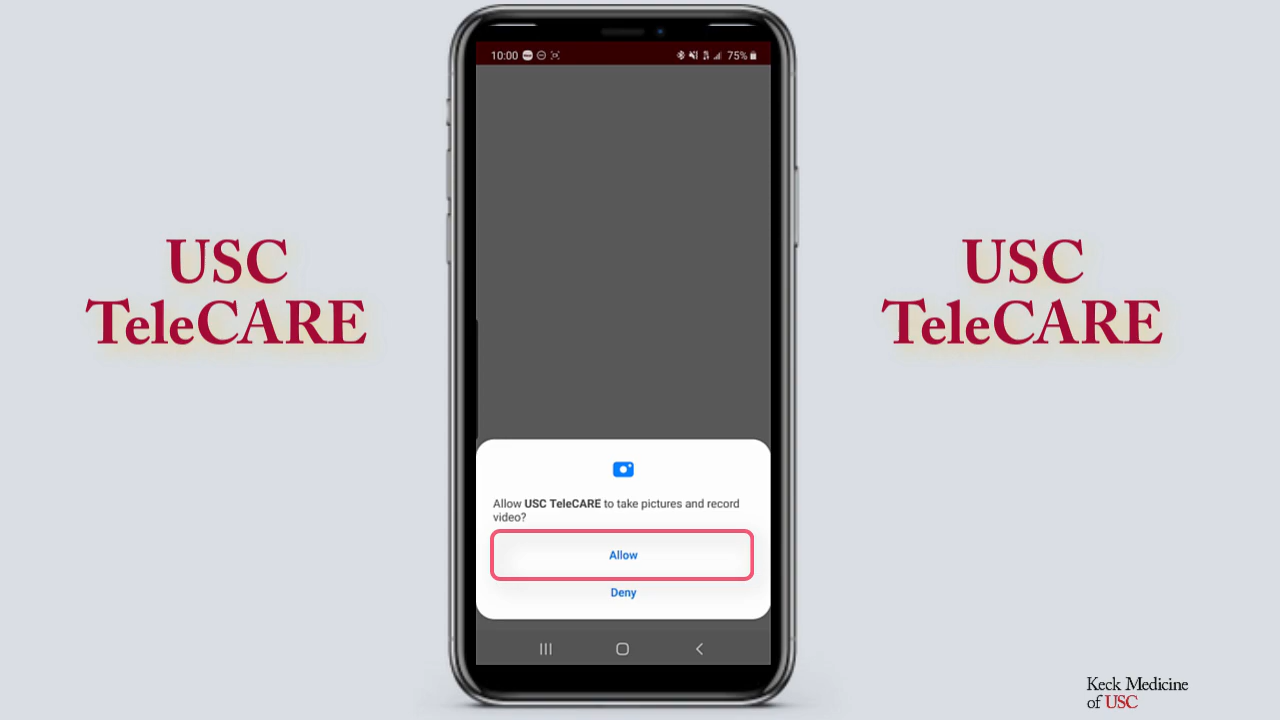 10:00
75%
USC
TeleCARE
USC
TeleCARE
Allow USC TeleCARE to take pictures and record
video?
Allow
Deny
Keck Medicine
of USC